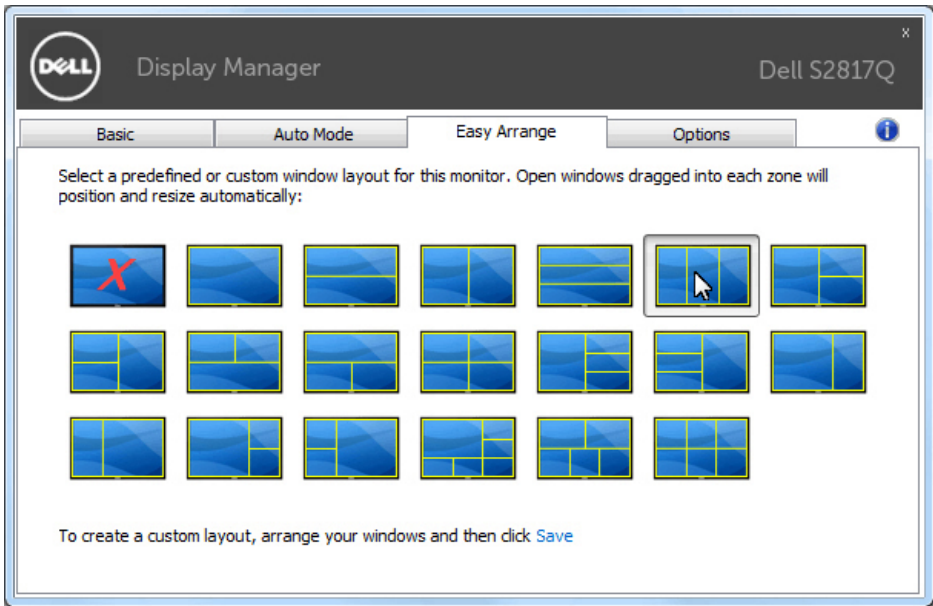 DELL
Display Manager
x
Dell S2817Q
Basic
Auto Mode
Easy Arrange
Options
i
Select a predefined or custom window layout for this monitor. Open windows dragged into each zone will
position and resize automatically:
X
To create a custom layout, arrange your windows and then click Save